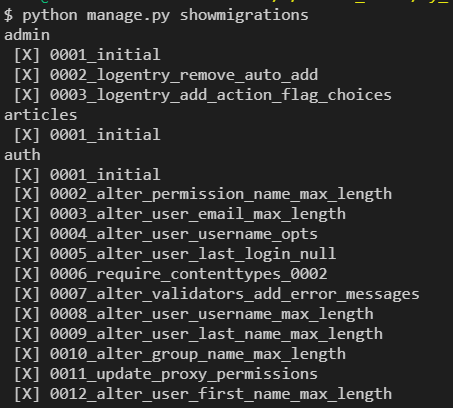 $ python manage.py showmigrations
admin
[X] 0001_initial
[X] 0002_logentry_remove_auto_add
[X] 0003_logentry_add_action_flag_choices
articles
[X] 0001_initial
auth
[X] 0001_initial
[X] 0002_alter_permission_name_max_length
[X] 0003_alter_user_email_max_length
[X] 0004_alter_user_username_opts
[X] 0005_alter_user_last_login_null
[X] 0006_require_contenttypes_0002
[X] 0007_alter_validators_add_error_messages
[X] 0008_alter_user_username_max_length
[X] 0009_alter_user_last_name_max_length
[X] 0010_alter_group_name_max_length
[X] 0011_update_proxy_permissions
[X] 0012_alter_user_first_name_max_length